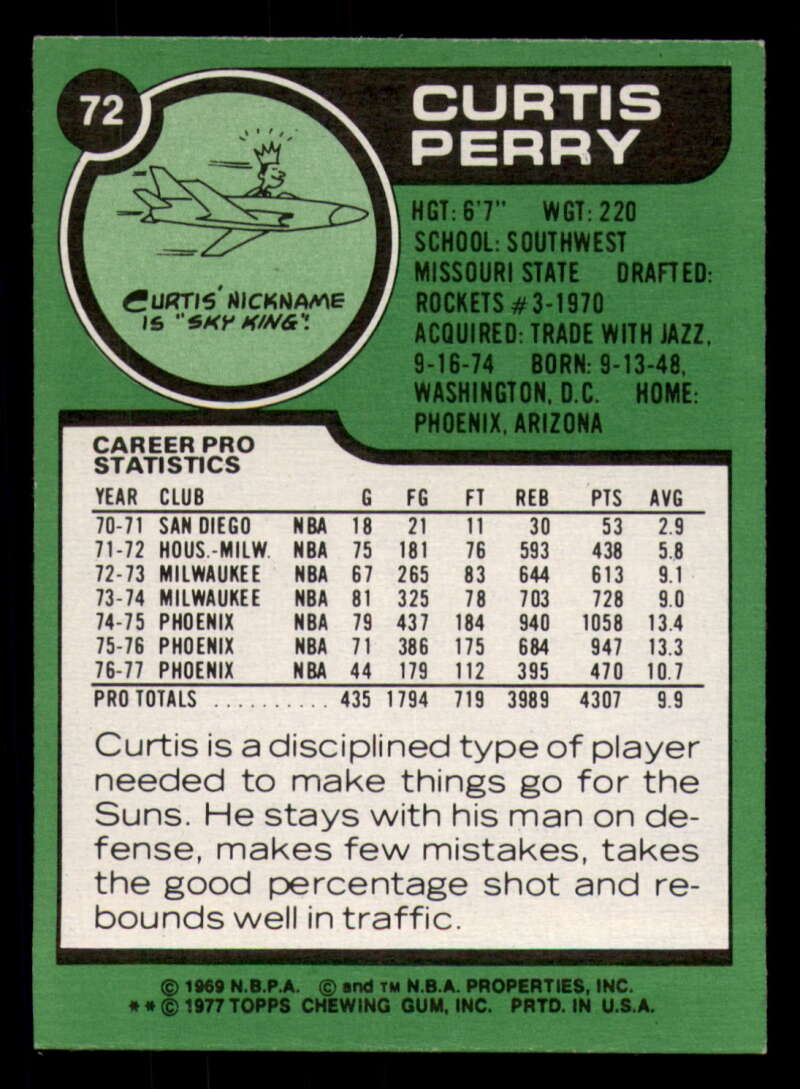 72
CURTIS
PERRY
CURTIS' NICKNAME
IS "SKY KING"!
HGT: 6'7" WGT: 220
SCHOOL: SOUTHWEST
MISSOURI STATE DRAFTED:
ROCKETS #3-1970
ACQUIRED: TRADE WITH JAZZ,
9-16-74 BORN: 9-13-48,
WASHINGTON, D.C. HOME:
PHOENIX, ARIZONA
CAREER PRO
STATISTICS
YEAR CLUB G FG FT REB PTS AVG
70-71 SAN DIEGO NBA 18 21 11 30 53 2.9
71-72 HOUS.-MILW. NBA 75 181 76 593 438 5.8
72-73 MILWAUKEE NBA 67 265 83 644 613 9.1
73-74 MILWAUKEE NBA 81 325 78 703 728 9.0
74-75 PHOENIX NBA 79 437 184 940 1058 13.4
75-76 PHOENIX NBA 71 386 175 684 947 13.3
76-77 PHOENIX NBA 44 179 112 395 470 10.7
PRO TOTALS .......... 435 1794 719 3989 4307 9.9
Curtis is a disciplined type of player
needed to make things go for the
Suns. He stays with his man on de-
fense, makes few mistakes, takes
the good percentage shot and re-
bounds well in traffic.
© 1969 N.B.P.A. © and TM N.B.A. PROPERTIES, INC.
**© 1977 TOPPS CHEWING GUM, INC. PRTD. IN U.S.A.